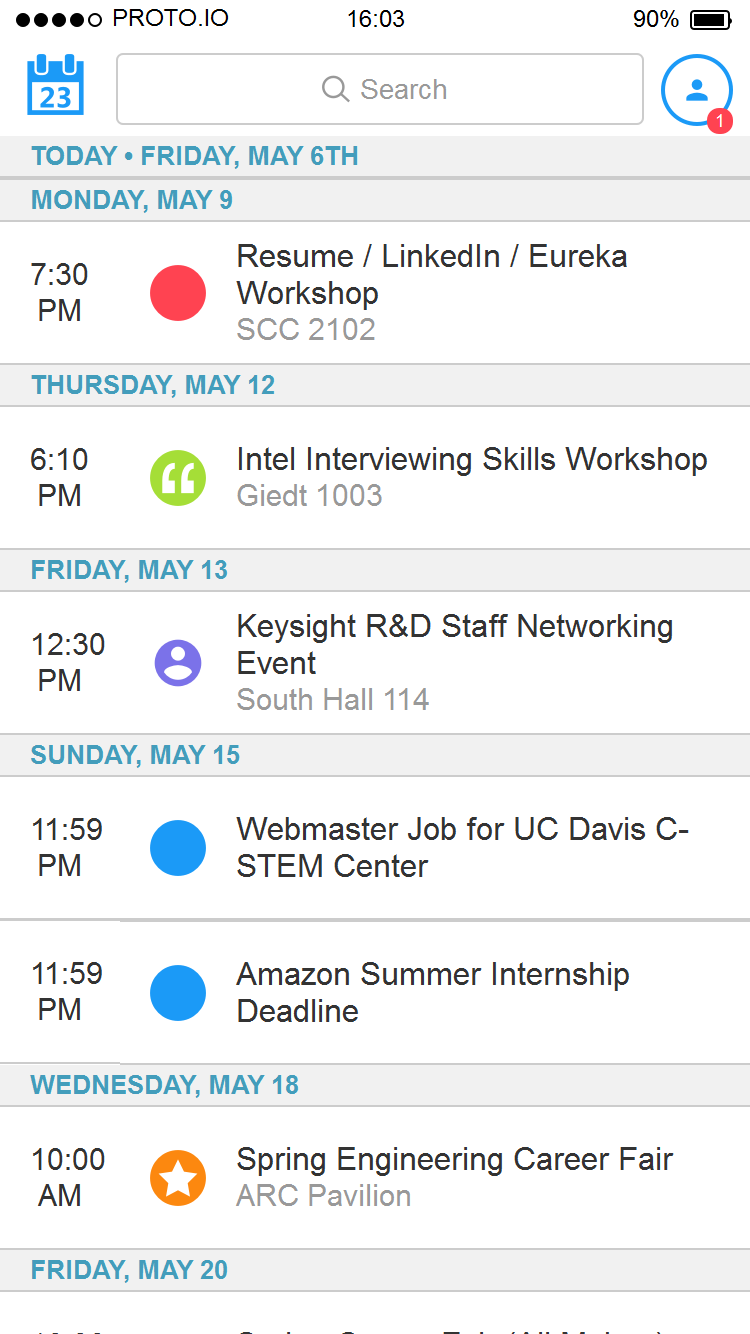 PROTO.IO 16:03 90%
23 Search 1
TODAY • FRIDAY, MAY 6TH
MONDAY, MAY 9
7:30 PM
Resume / LinkedIn / Eureka
Workshop
SCC 2102
THURSDAY, MAY 12
6:10 PM
Intel Interviewing Skills Workshop
Giedt 1003
FRIDAY, MAY 13
12:30 PM
Keysight R&D Staff Networking
Event
South Hall 114
SUNDAY, MAY 15
11:59 PM
Webmaster Job for UC Davis C-
STEM Center
11:59 PM
Amazon Summer Internship
Deadline
WEDNESDAY, MAY 18
10:00 AM
Spring Engineering Career Fair
ARC Pavilion
FRIDAY, MAY 20